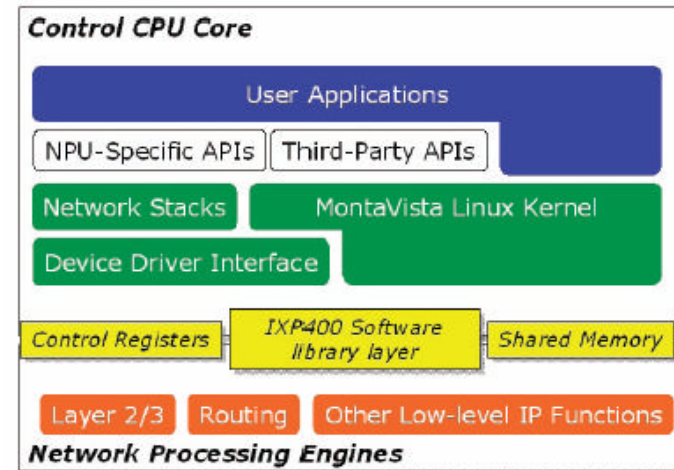 Control CPU Core
User Applications
NPU-Specific APIs
Third-Party APIs
Network Stacks
MontaVista Linux Kernel
Device Driver Interface
Control Registers
IXP400 Software
library layer
Shared Memory
Layer 2/3
Routing
Other Low-level IP Functions
Network Processing Engines